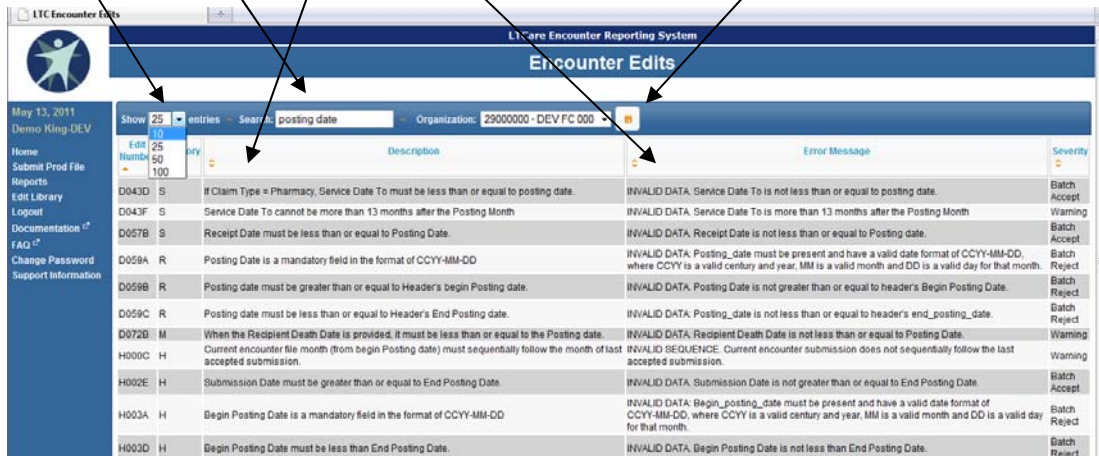 LTC Encounter Edits
LTCare Encounter Reporting System
Encounter Edits
May 13, 2011
Demo King-DEV
Home
Submit Prod File
Reports
Edit Library
Logout
Documentation
FAQ
Change Password
Support Information
Show 25 entries Search: posting date Organization: 29000000 - DEV FC 000
10
25
50
100
Edit Description Error Message Severity
D043D S If Claim Type = Pharmacy, Service Date To must be less than or equal to posting date. INVALID DATA. Service Date To is not less than or equal to posting date. Batch
Accept
D043F S Service Date To cannot be more than 13 months after the Posting Month INVALID DATA. Service Date To is more than 13 months after the Posting Month Warning
D057B S Receipt Date must be less than or equal to Posting Date. INVALID DATA. Receipt Date is not less than or equal to Posting date. Batch
Accept
D059A R Posting Date is a mandatory field in the format of CCYY-MM-DD INVALID DATA: Posting_date must be present and have a valid date format of CCYY-MM-DD, Batch
where CCYY is a valid century and year, MM is a valid month and DD is a valid day for that month. Reject
D059B R Posting date must be greater than or equal to Header's begin Posting date. INVALID DATA: Posting Date is not greater than or equal to header's Begin Posting Date. Batch
Reject
D059C R Posting date must be less than or equal to Header's End Posting date. INVALID DATA: Posting_date is not less than or equal to header's end_posting_date. Batch
Reject
D072B M When the Recipient Death Date is provided, it must be less than or equal to the Posting date. INVALID DATA: Recipient Death Date is not less than or equal to Posting Date. Warning
H000C H Current encounter file month (from begin Posting date) must sequentially follow the month of last INVALID SEQUENCE. Current encounter submission does not sequentially follow the last Warning
accepted submission. accepted submission.
H002E H Submission Date must be greater than or equal to End Posting Date. INVALID DATA. Submission Date is not greater than or equal to End Posting Date. Batch
Accept
H003A H Begin Posting Date is a mandatory field in the format of CCYY-MM-DD INVALID DATA: Begin_posting_date must be present and have a valid date format of Batch
CCYY-MM-DD, where CCYY is a valid century and year, MM is a valid month and DD is a valid day Reject
for that month.
H003D H Begin Posting Date must be less than End Posting Date. INVALID DATA. Begin Posting Date is not less than End Posting Date. Batch
Reject